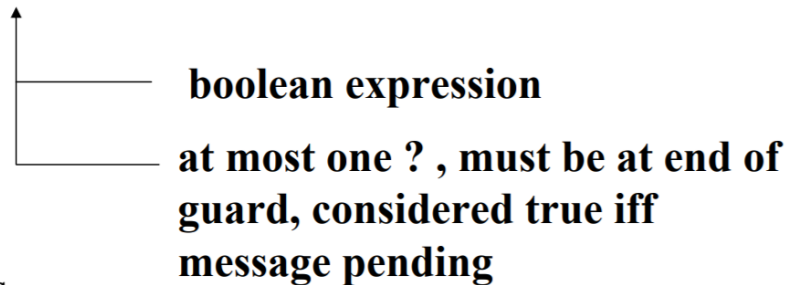 boolean expression
at most one ? , must be at end of
guard, considered true iff
message pending